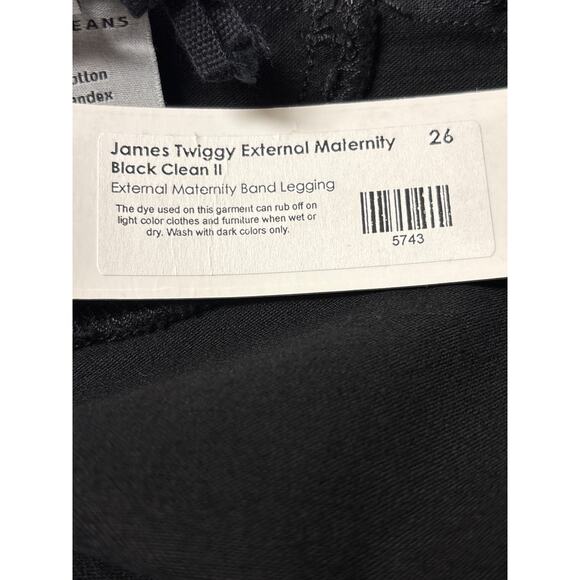 EANS
otton
andex
James Twiggy External Maternity 26
Black Clean II
External Maternity Band Legging
The dye used on this garment can rub off on
light color clothes and furniture when wet or
dry. Wash with dark colors only.
5743